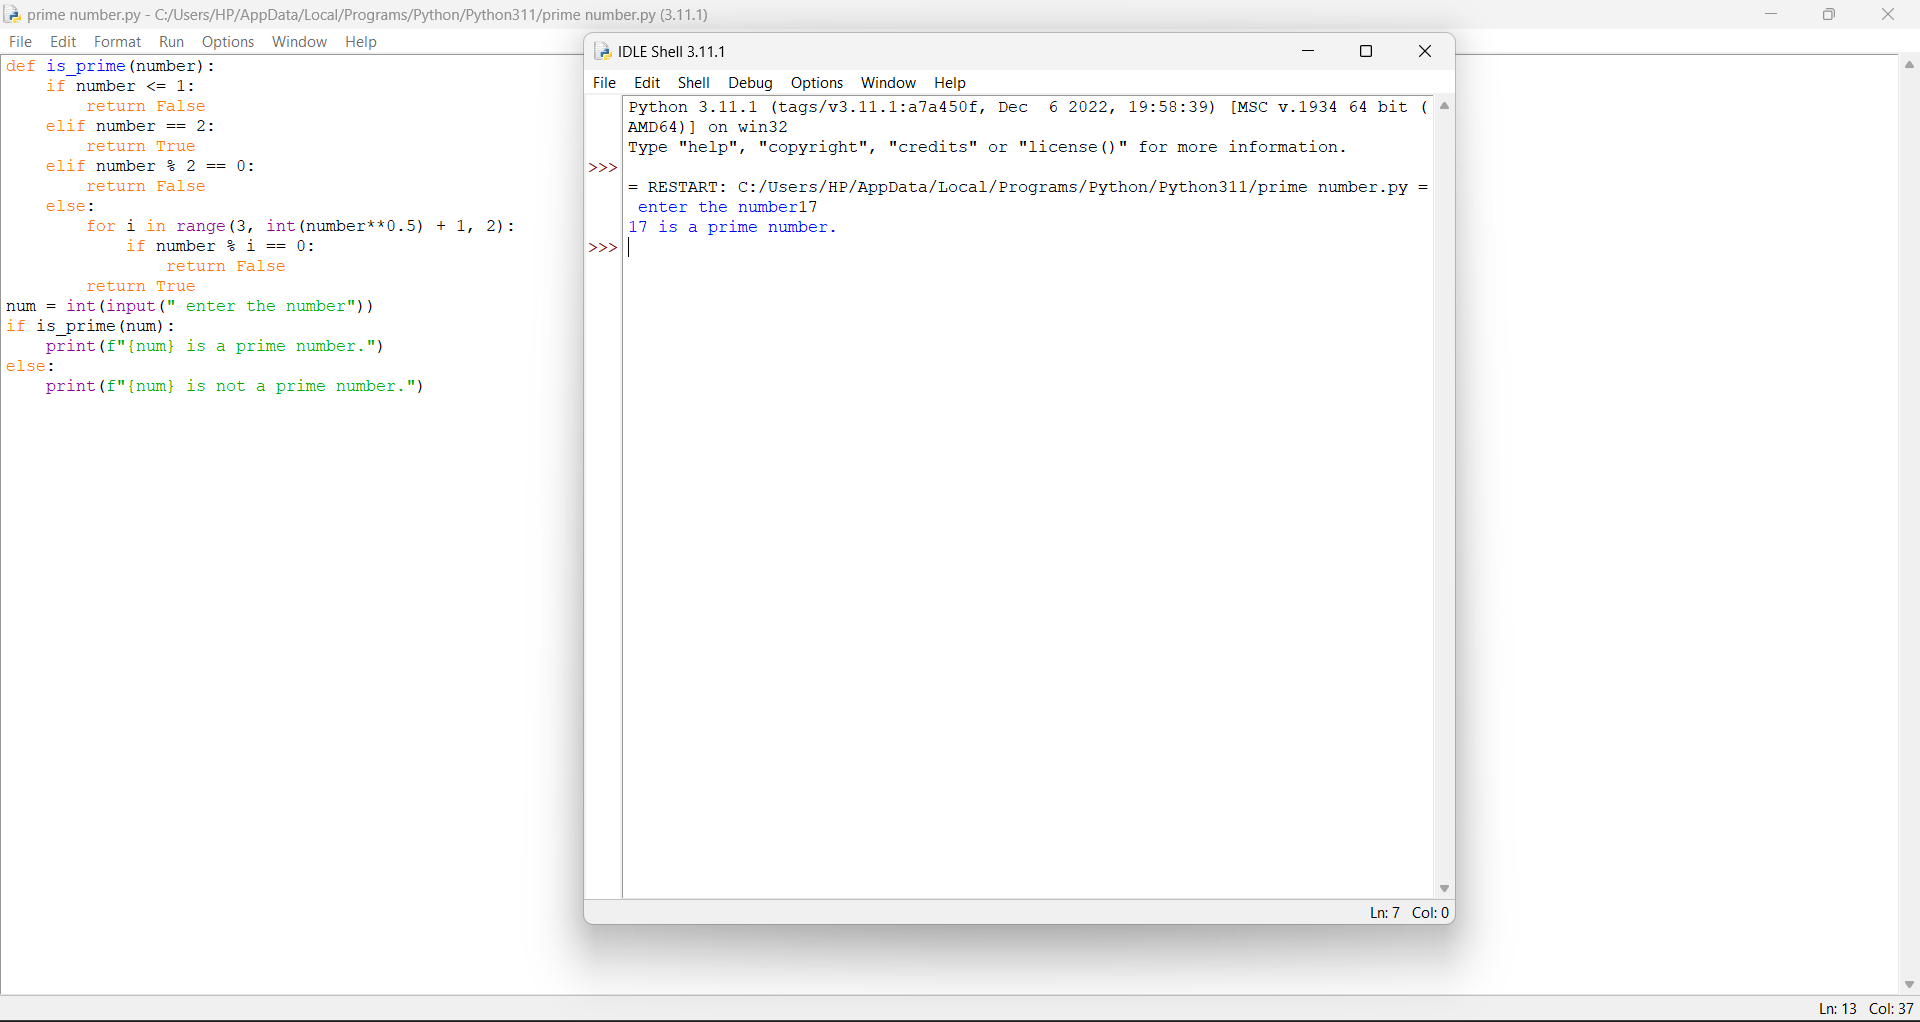 prime number.py - C:/Users/HP/AppData/Local/Programs/Python/Python311/prime number.py (3.11.1)
File Edit Format Run Options Window Help
def is_prime(number):
    if number <= 1:
        return False
    elif number == 2:
        return True
    elif number % 2 == 0:
        return False
    else:
        for i in range(3, int(number**0.5) + 1, 2):
            if number % i == 0:
                return False
        return True
num = int(input(" enter the number"))
if is_prime(num):
    print(f"{num} is a prime number.")
else:
    print(f"{num} is not a prime number.")
IDLE Shell 3.11.1
File Edit Shell Debug Options Window Help
Python 3.11.1 (tags/v3.11.1:a7a450f, Dec  6 2022, 19:58:39) [MSC v.1934 64 bit (
AMD64)] on win32
Type "help", "copyright", "credits" or "license()" for more information.
>>>
= RESTART: C:/Users/HP/AppData/Local/Programs/Python/Python311/prime number.py =
 enter the number17
17 is a prime number.
>>>
Ln: 7 Col: 0
Ln: 13 Col: 37